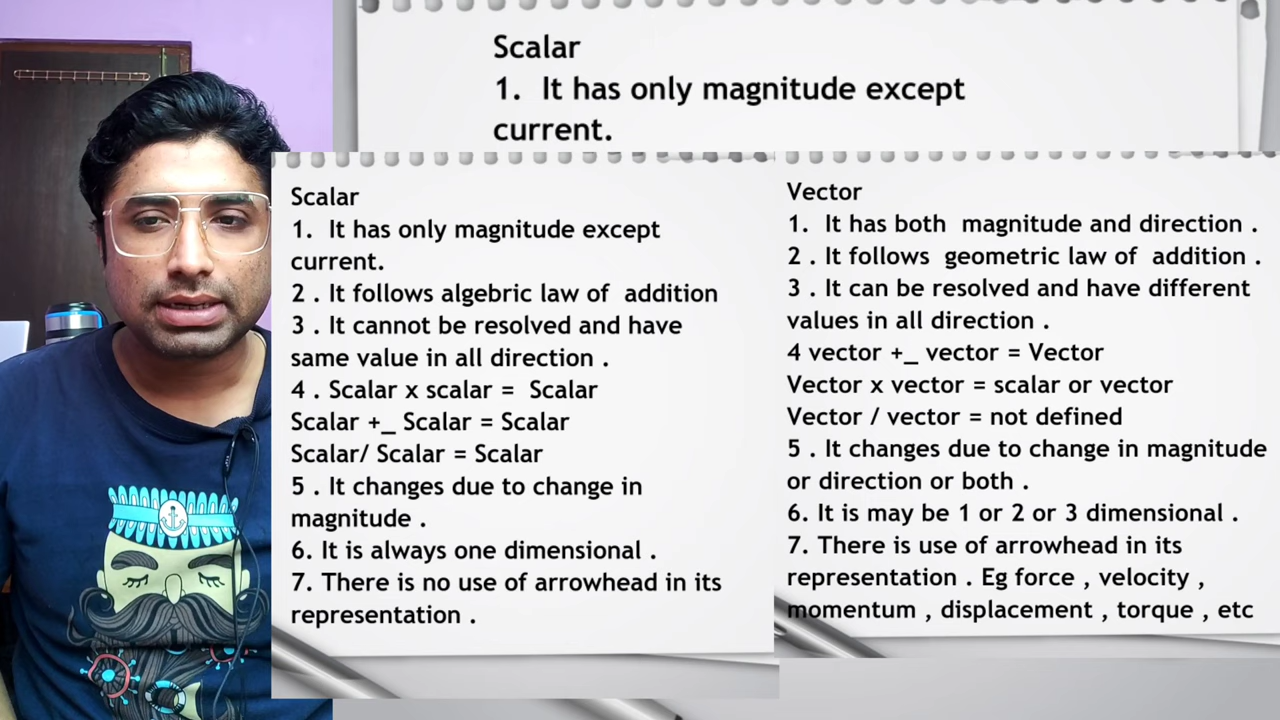 Scalar
1. It has only magnitude except
current.
Scalar
1. It has only magnitude except
current.
2 . It follows algebric law of addition
3 . It cannot be resolved and have
same value in all direction .
4 . Scalar x scalar = Scalar
Scalar +_ Scalar = Scalar
Scalar/ Scalar = Scalar
5 . It changes due to change in
magnitude .
6. It is always one dimensional .
7. There is no use of arrowhead in its
representation .
Vector
1. It has both magnitude and direction .
2 . It follows geometric law of addition .
3 . It can be resolved and have different
values in all direction .
4 vector +_ vector = Vector
Vector x vector = scalar or vector
Vector / vector = not defined
5 . It changes due to change in magnitude
or direction or both .
6. It is may be 1 or 2 or 3 dimensional .
7. There is use of arrowhead in its
representation . Eg force , velocity ,
momentum , displacement , torque , etc